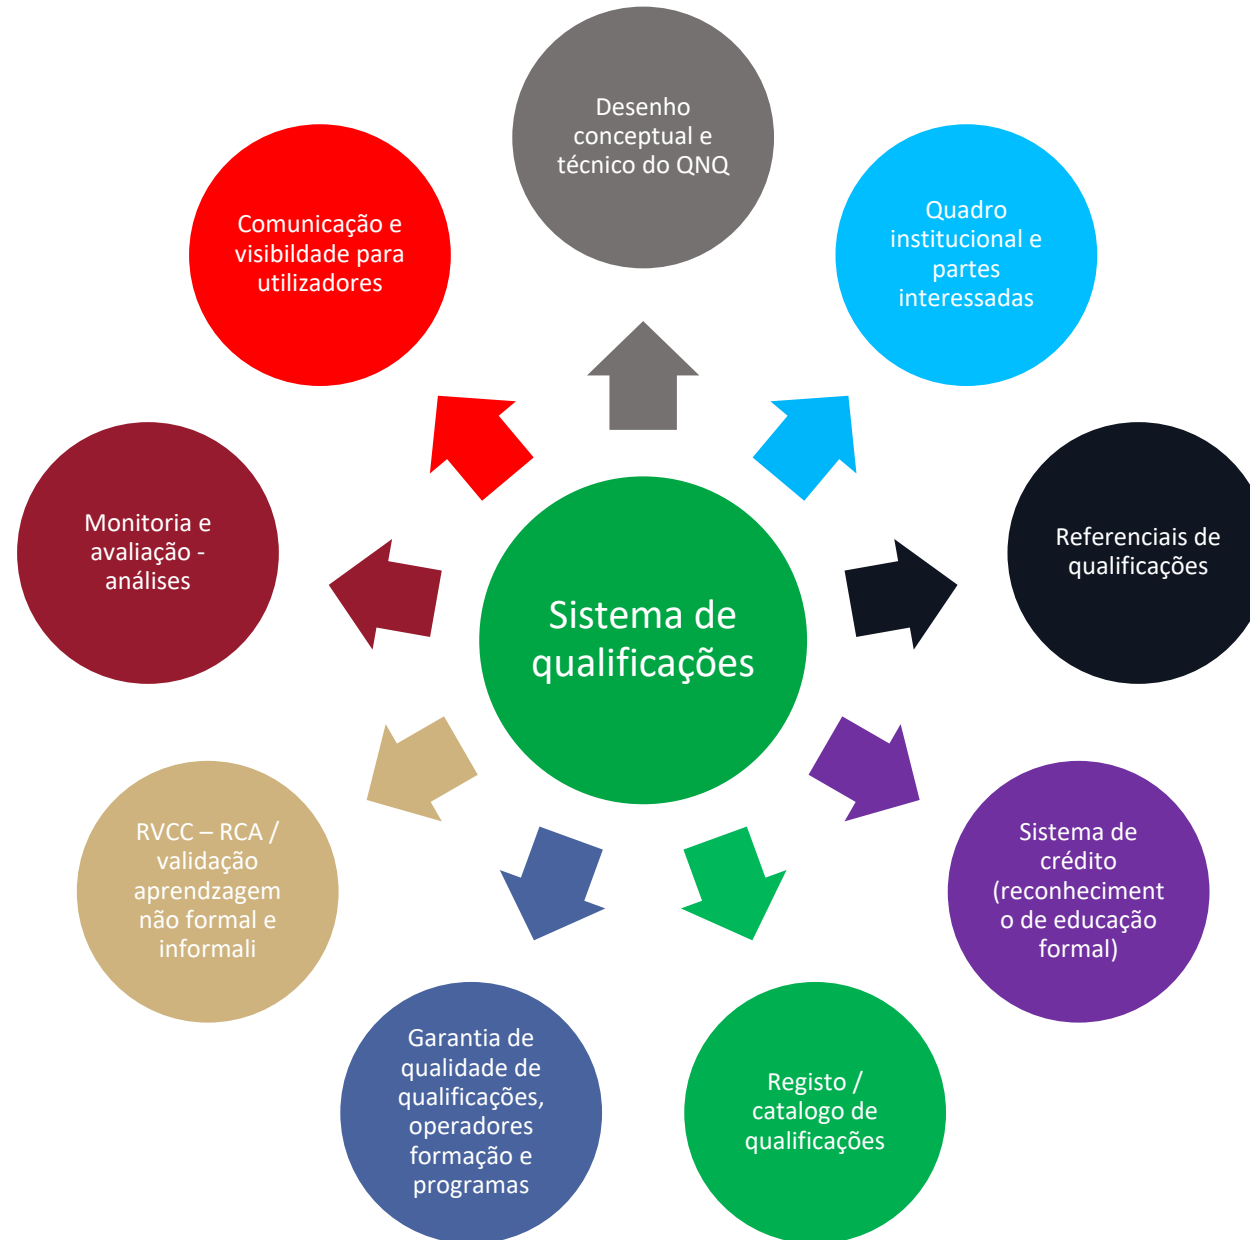 Desenho
conceptual e
técnico do QNQ
Quadro
institucional e
partes
interessadas
Referenciais de
qualificações
Sistema de
crédito
(reconheciment
o de educação
formal)
Registo /
catalogo de
qualificações
Garantia de
qualidade de
qualificações,
operadores
formação e
programas
RVCC – RCA /
validação
aprendzagem
não formal e
informali
Monitoria e
avaliação -
análises
Comunicação e
visibildade para
utilizadores
Sistema de
qualificações